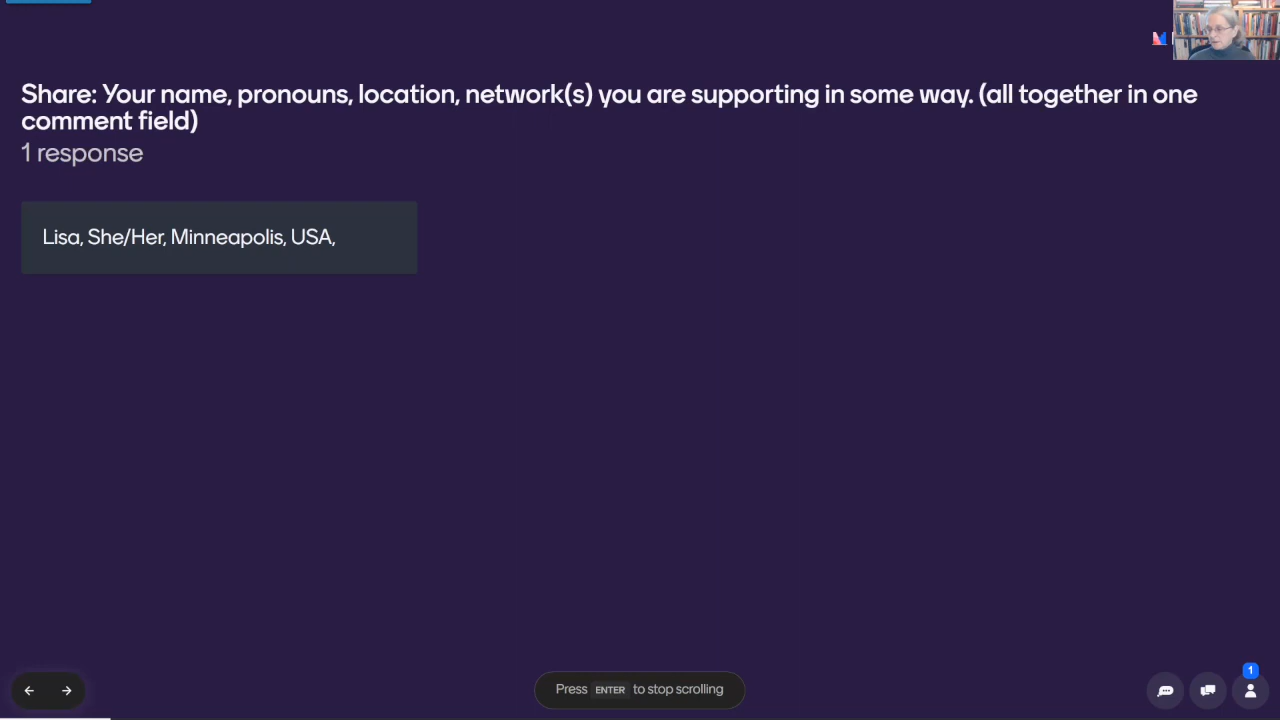 Share: Your name, pronouns, location, network(s) you are supporting in some way. (all together in one
comment field)
1 response
Lisa, She/Her, Minneapolis, USA,
Press ENTER to stop scrolling
1